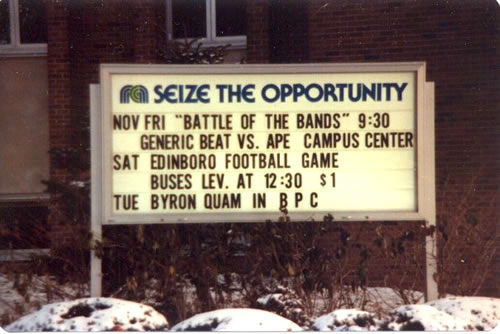 SEIZE THE OPPORTUNITY
NOV FRI "BATTLE OF THE BANDS" 9:30
GENERIC BEAT VS. APE CAMPUS CENTER
SAT EDINBORO FOOTBALL GAME
BUSES LEV. AT 12:30 $1
TUE BYRON QUAM IN B P C